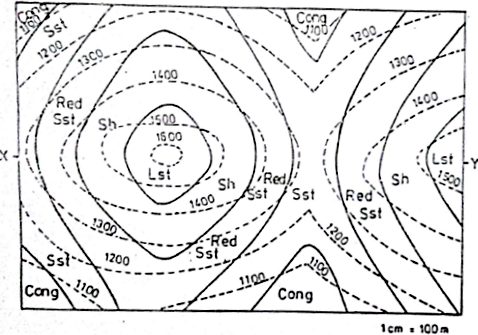 Cong
1100
Sst
1200
1300
1400
Cong
1100
1200
1300
1400
Red
Sst
Sh
1500
1600
X
Y
Lst
Sh
Red
Sst
Sst
Red
Sst
Sh
Lst
1500
1400
1300
Red
Sst
1200
1200
Sst
1100
Cong
1100
1100
Cong
1cm = 100m